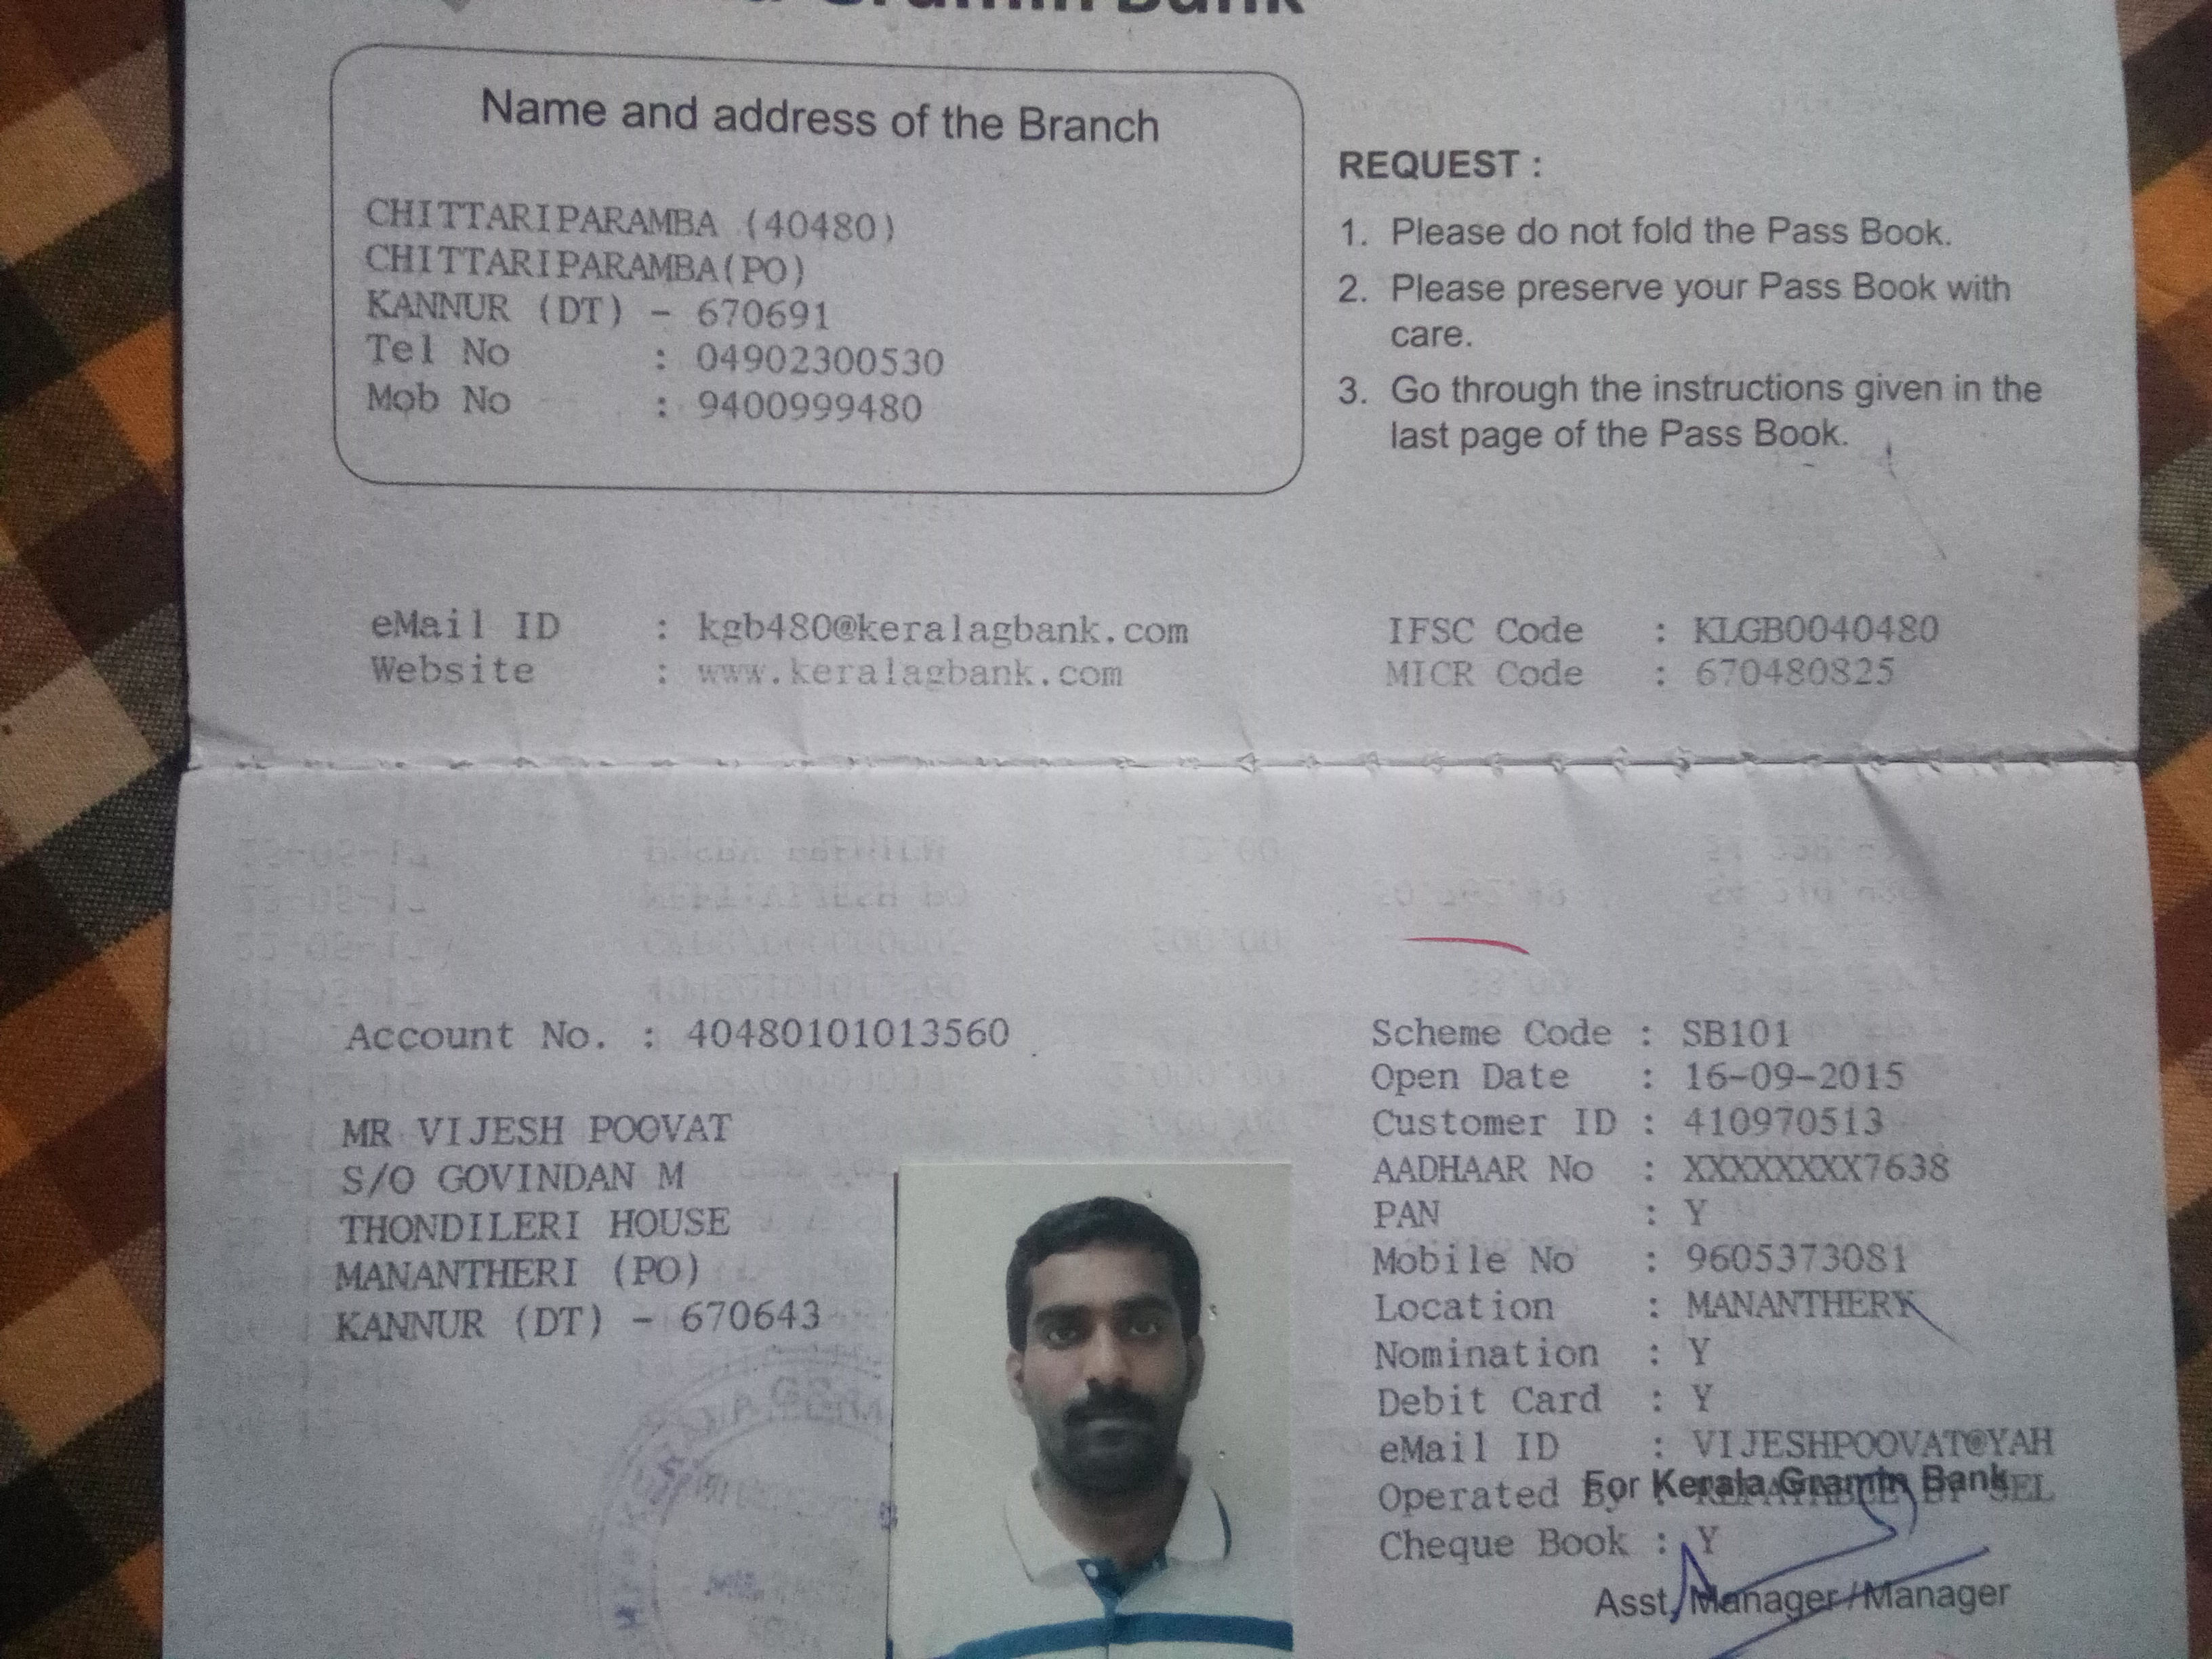 Gramin Bank
Name and address of the Branch
CHITTARIPARAMBA (40480)
CHITTARIPARAMBA(PO)
KANNUR (DT) - 670691
Tel No : 04902300530
Mob No : 9400999480
REQUEST :
1. Please do not fold the Pass Book.
2. Please preserve your Pass Book with
care.
3. Go through the instructions given in the
last page of the Pass Book.
eMail ID : kgb480@keralagbank.com
Website : www.keralagbank.com
IFSC Code : KLGB0040480
MICR Code : 670480825
Account No. : 40480101013560
MR VIJESH POOVAT
S/O GOVINDAN M
THONDILERI HOUSE
MANANTHERI (PO)
KANNUR (DT) - 670643
Scheme Code : SB101
Open Date : 16-09-2015
Customer ID : 410970513
AADHAAR No : XXXXXXXX7638
PAN : Y
Mobile No : 9605373081
Location : MANANTHERY
Nomination : Y
Debit Card : Y
eMail ID : VIJESHPOOVAT@YAH
For Kerala Gramin Bank
Operated By : SEL
Cheque Book : Y
Asst. Manager/Manager